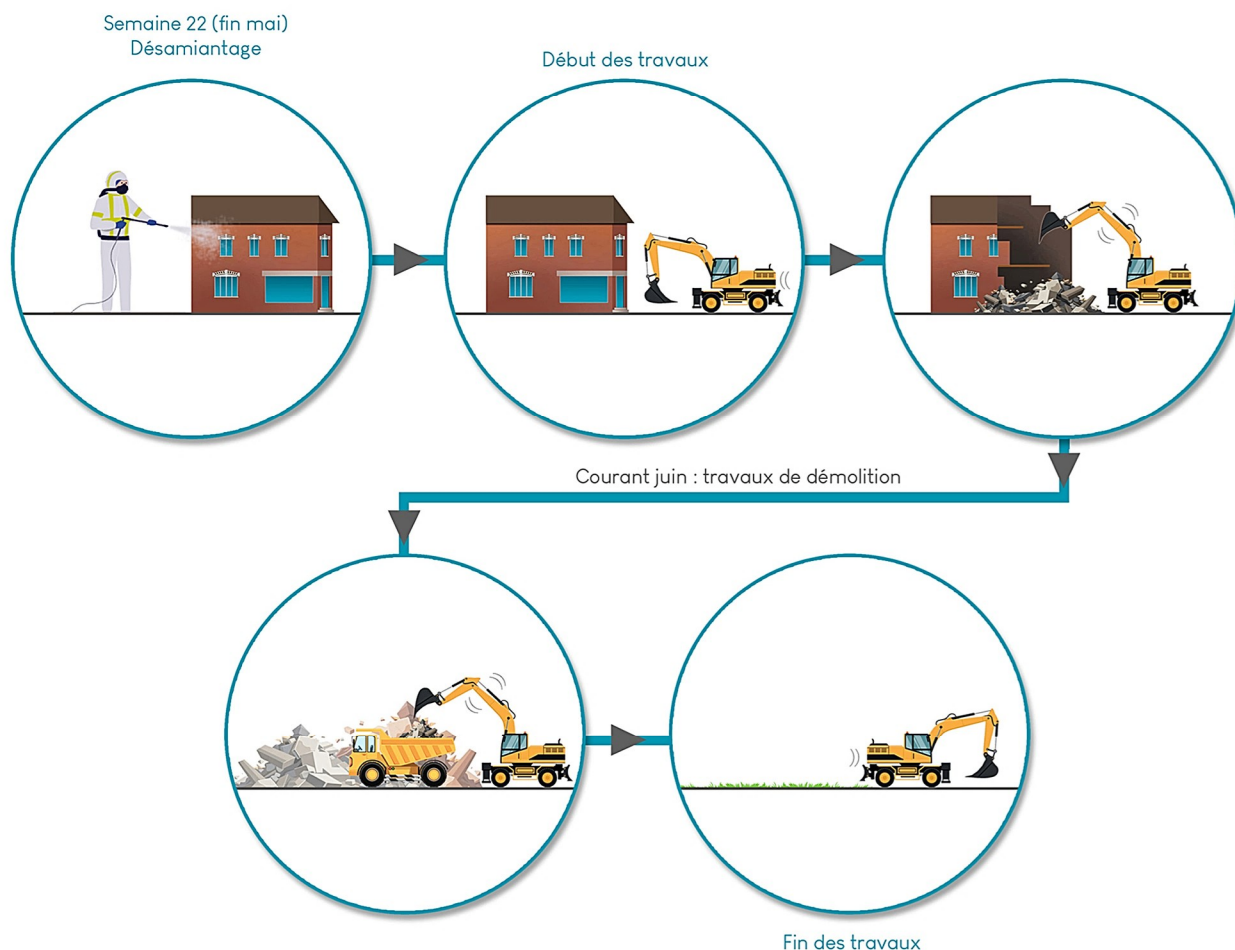 Semaine 22 (fin mai)
Désamiantage
Début des travaux
Courant juin : travaux de démolition
Fin des travaux